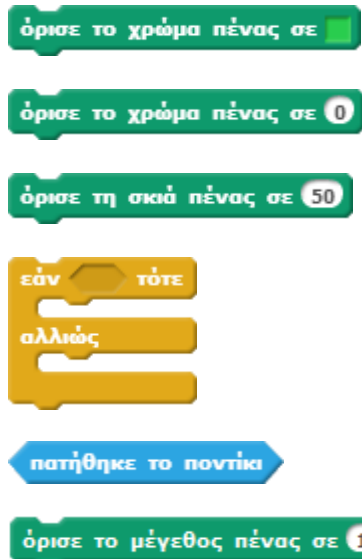 όρισε το χρώμα πένας σε
όρισε το χρώμα πένας σε 0
όρισε τη σκιά πένας σε 50
εάν τότε
αλλιώς
πατήθηκε το ποντίκι
όρισε το μέγεθος πένας σε